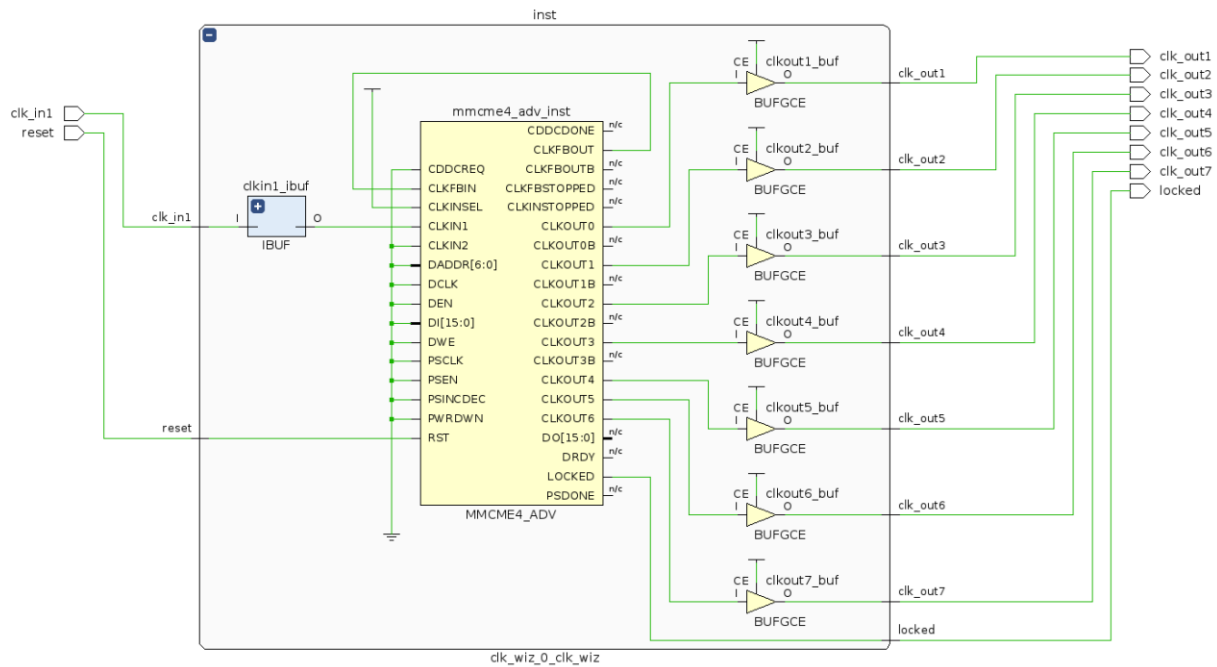 inst
clk_in1
reset
clk_in1
reset
clkin1_ibuf
I
O
IBUF
mmcme4_adv_inst
CDDCREQ
CLKFBIN
CLKINSEL
CLKIN1
CLKIN2
DADDR[6:0]
DCLK
DEN
DI[15:0]
DWE
PSCLK
PSEN
PSINCDEC
PWRDWN
RST
CDDCDONE n/c
CLKFBOUT
CLKFBOUTB n/c
CLKFBSTOPPED n/c
CLKINSTOPPED n/c
CLKOUT0
CLKOUT0B n/c
CLKOUT1
CLKOUT1B n/c
CLKOUT2
CLKOUT2B n/c
CLKOUT3
CLKOUT3B n/c
CLKOUT4
CLKOUT5
CLKOUT6
DO[15:0] n/c
DRDY n/c
LOCKED
PSDONE n/c
MMCME4_ADV
CE clkout1_buf
I O
BUFGCE
CE clkout2_buf
I O
BUFGCE
CE clkout3_buf
I O
BUFGCE
CE clkout4_buf
I O
BUFGCE
CE clkout5_buf
I O
BUFGCE
CE clkout6_buf
I O
BUFGCE
CE clkout7_buf
I O
BUFGCE
clk_out1
clk_out2
clk_out3
clk_out4
clk_out5
clk_out6
clk_out7
locked
clk_out1
clk_out2
clk_out3
clk_out4
clk_out5
clk_out6
clk_out7
locked
clk_wiz_0_clk_wiz